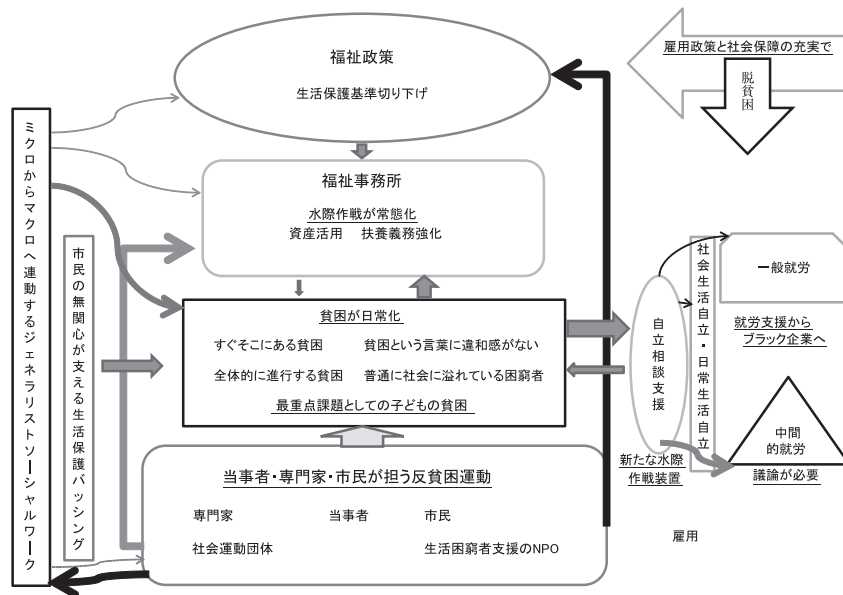 福祉政策
生活保護基準切り下げ
雇用政策と社会保障の充実で
脱貧困
ミクロからマクロへ連動するジェネラリストソーシャルワーク
市民の無関心が支える生活保護バッシング
福祉事務所
水際作戦が常態化
資産活用 扶養義務強化
貧困が日常化
すぐそこにある貧困 貧困という言葉に違和感がない
全体的に進行する貧困 普通に社会に溢れている困窮者
最重点課題としての子どもの貧困
当事者・専門家・市民が担う反貧困運動
専門家 当事者 市民
社会運動団体 生活困窮者支援のNPO
自立相談支援
新たな水際
作戦装置
社会生活自立・日常生活自立
一般就労
就労支援から
ブラック企業へ
中間
的就労
議論が必要
雇用